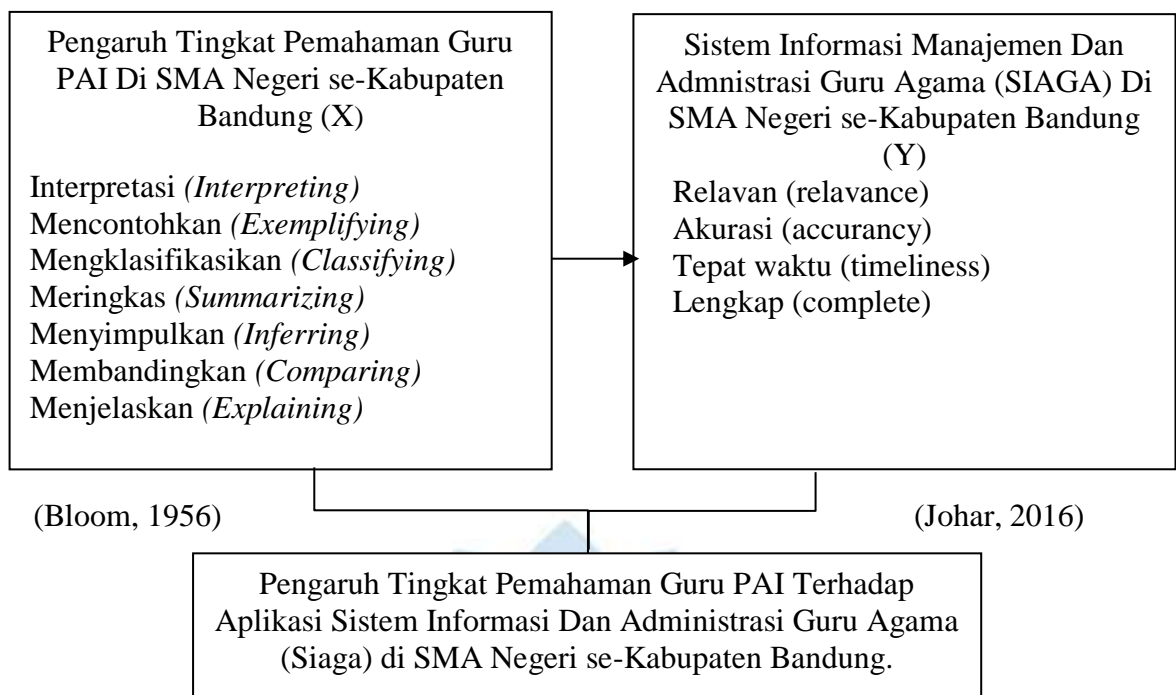 Pengaruh Tingkat Pemahaman Guru
PAI Di SMA Negeri se-Kabupaten
Bandung (X)
Interpretasi (Interpreting)
Mencontohkan (Exemplifying)
Mengklasifikasikan (Classifying)
Meringkas (Summarizing)
Menyimpulkan (Inferring)
Membandingkan (Comparing)
Menjelaskan (Explaining)
Sistem Informasi Manajemen Dan
Admnistrasi Guru Agama (SIAGA) Di
SMA Negeri se-Kabupaten Bandung
(Y)
Relavan (relavance)
Akurasi (accurancy)
Tepat waktu (timeliness)
Lengkap (complete)
(Bloom, 1956)
(Johar, 2016)
Pengaruh Tingkat Pemahaman Guru PAI Terhadap
Aplikasi Sistem Informasi Dan Administrasi Guru Agama
(Siaga) di SMA Negeri se-Kabupaten Bandung.